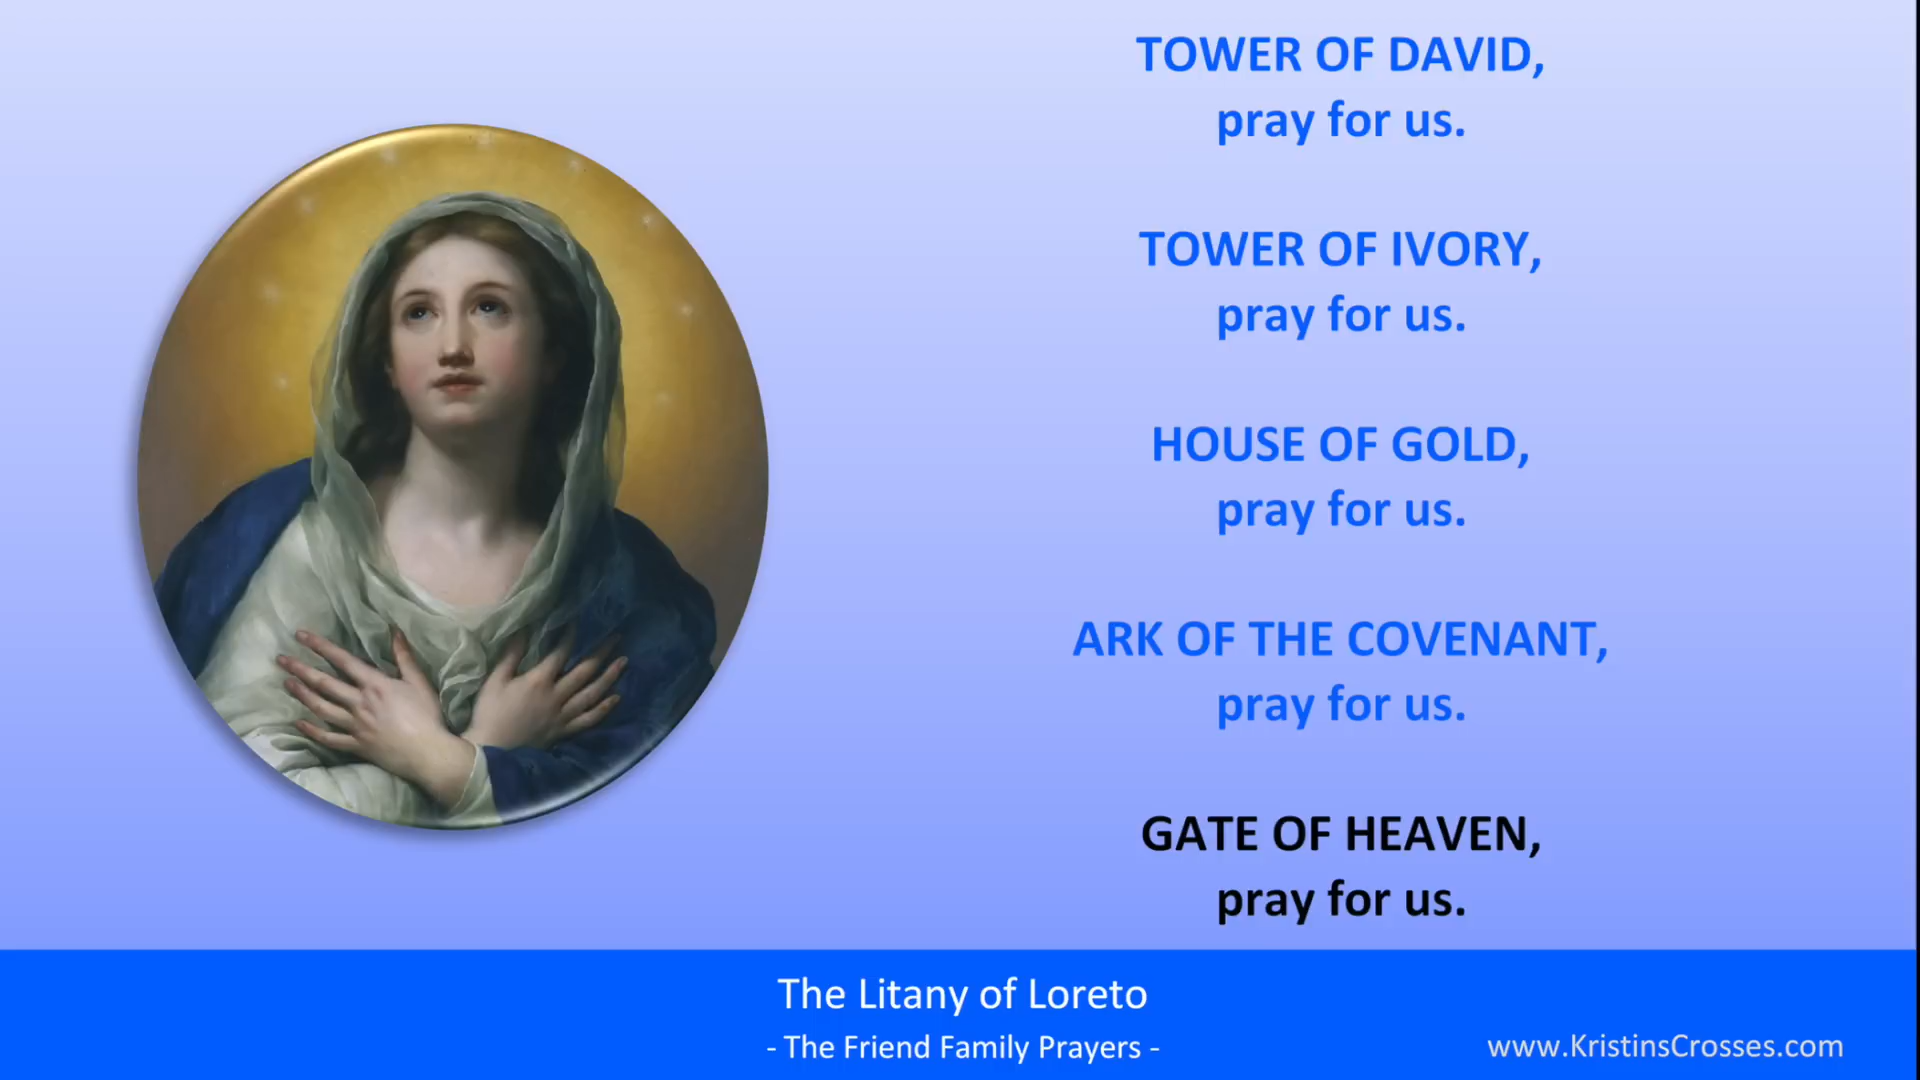 TOWER OF DAVID,
pray for us.
TOWER OF IVORY,
pray for us.
HOUSE OF GOLD,
pray for us.
ARK OF THE COVENANT,
pray for us.
GATE OF HEAVEN,
pray for us.
The Litany of Loreto
- The Friend Family Prayers -
www.KristinsCrosses.com